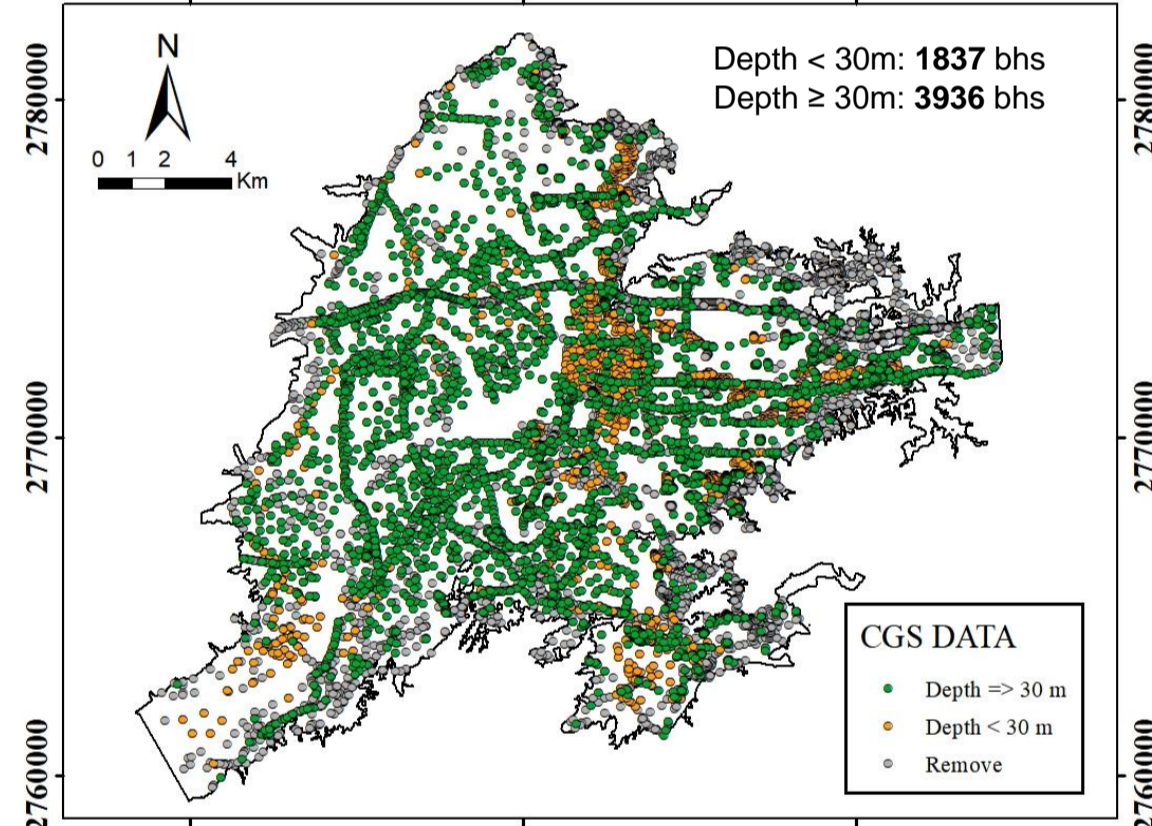 N
0 1 2 4
Km
Depth < 30m: 1837 bhs
Depth ≥ 30m: 3936 bhs
2780000
2780000
2770000
2770000
2760000
2760000
CGS DATA
Depth => 30 m
Depth < 30 m
Remove